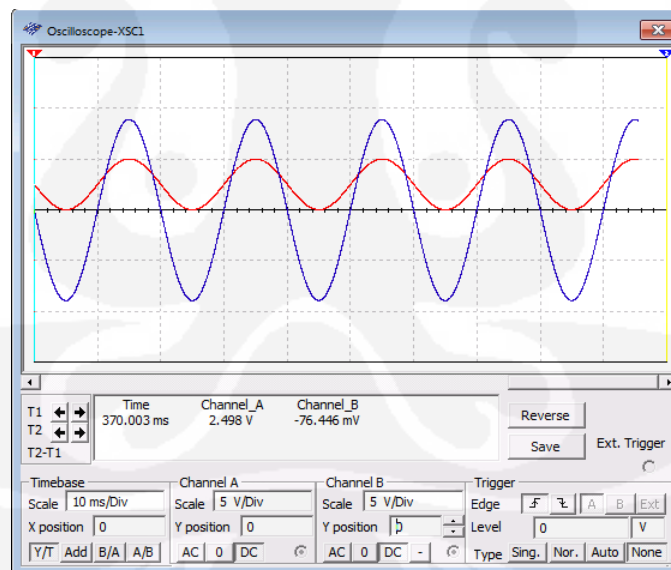 Oscilloscope-XSC1
1
2
T1
T2
T2-T1
Time Channel_A Channel_B
370.003 ms 2.498 V -76.446 mV
Reverse
Save
Ext. Trigger
Timebase
Scale 10 ms/Div
X position 0
Y/T Add B/A A/B
Channel A
Scale 5 V/Div
Y position 0
AC 0 DC
Channel B
Scale 5 V/Div
Y position 0
AC 0 DC -
Trigger
Edge A B Ext
Level 0 V
Type Sing. Nor. Auto None